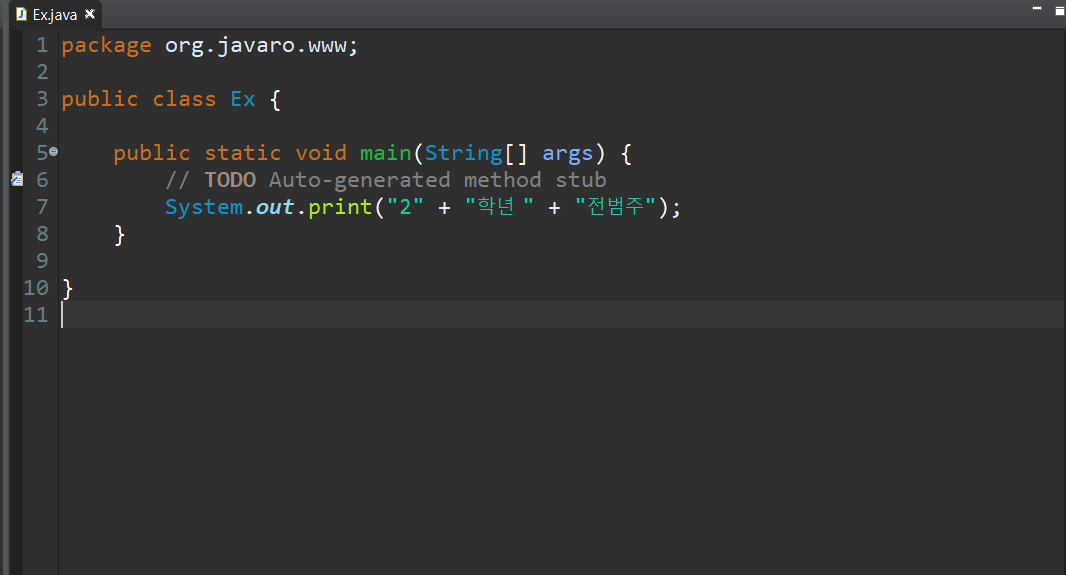 Ex.java
1 package org.javaro.www;
2
3 public class Ex {
4
5 public static void main(String[] args) {
6 // TODO Auto-generated method stub
7 System.out.print("2" + "학년 " + "전범주");
8 }
9
10 }
11